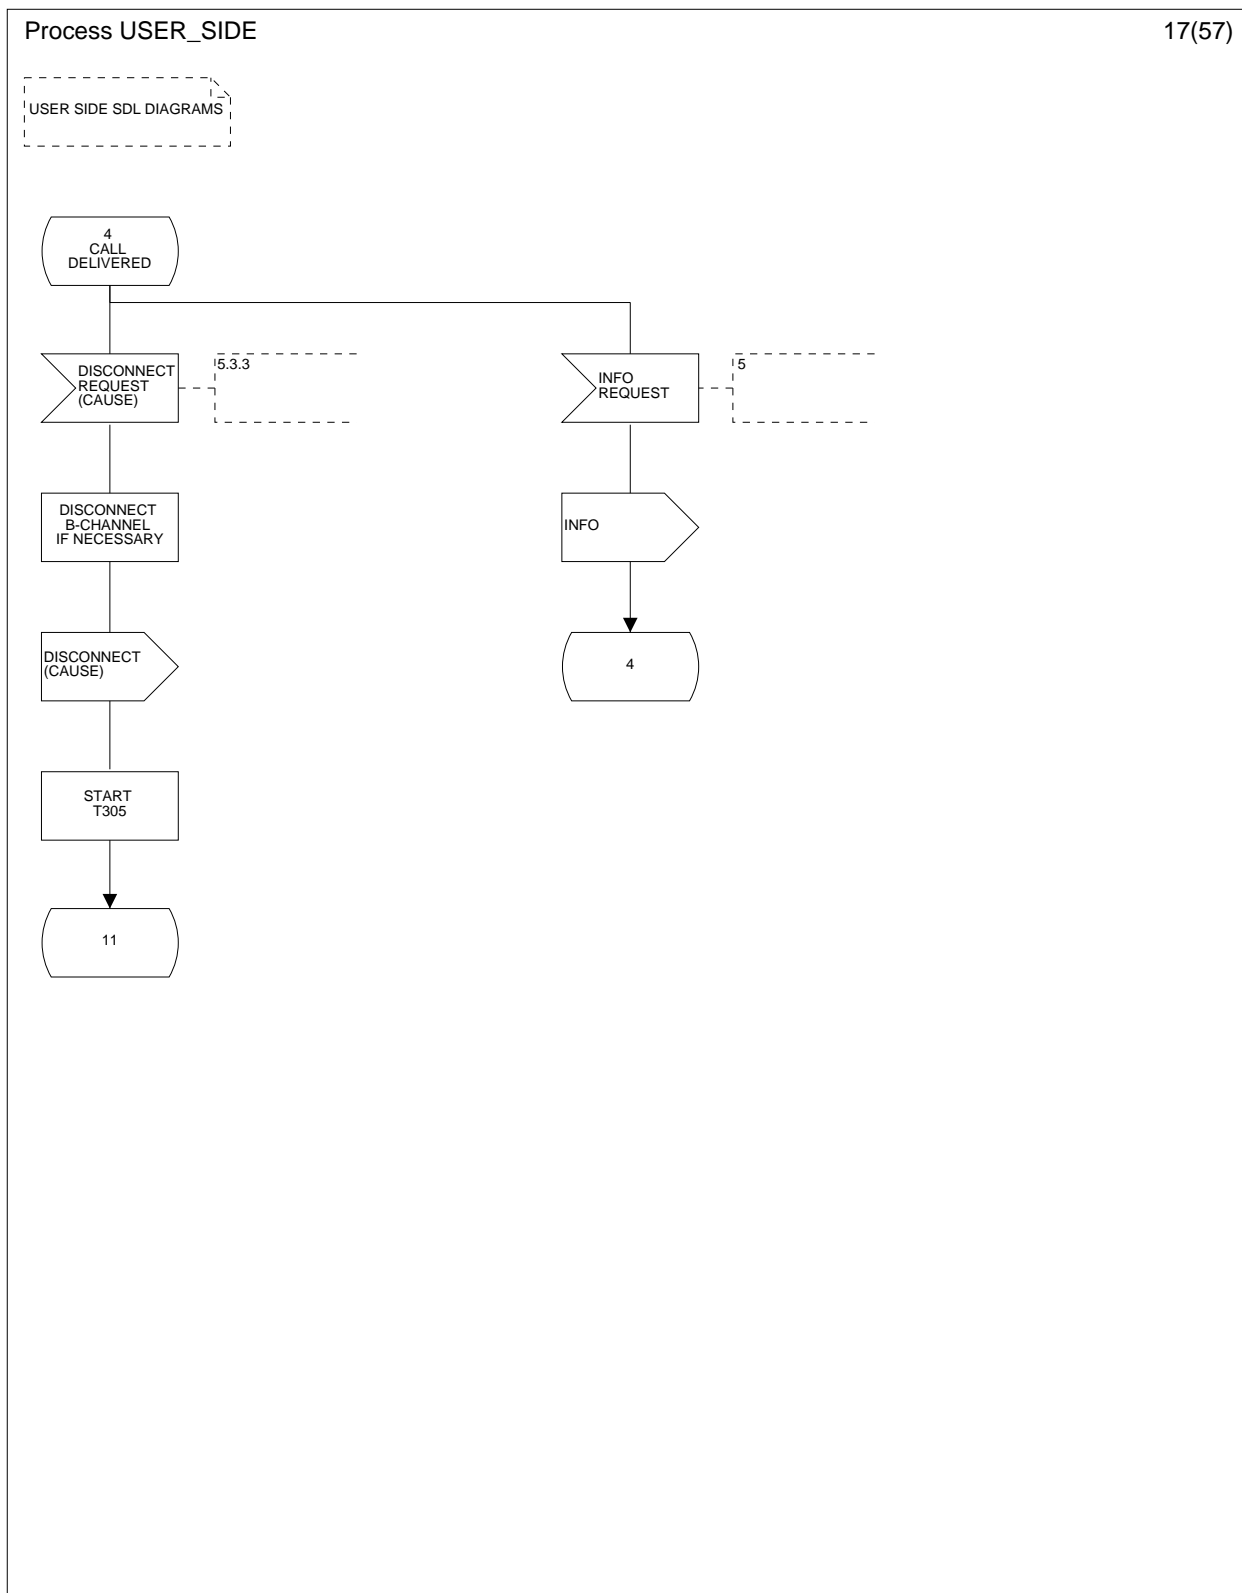 Process USER_SIDE
17(57)
USER SIDE SDL DIAGRAMS
4
CALL
DELIVERED
DISCONNECT
REQUEST
(CAUSE)
5.3.3
INFO
REQUEST
5
DISCONNECT
B-CHANNEL
IF NECESSARY
INFO
DISCONNECT
(CAUSE)
4
START
T305
11